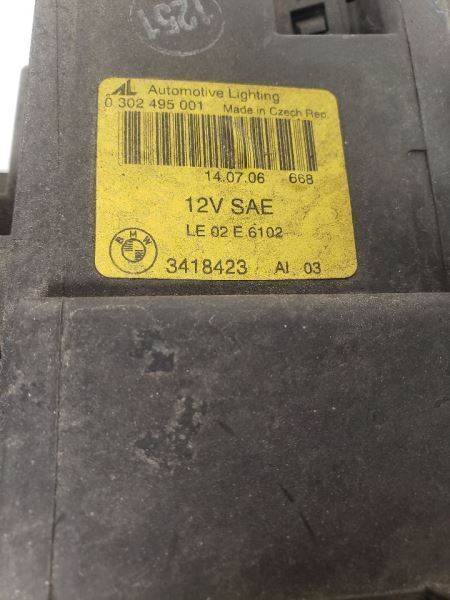 1251
AL Automotive Lighting
0 302 495 001 Made in Czech Rep.
14.07.06 668
12V SAE
LE 02 E 6102
BMW 3418423 AI 03